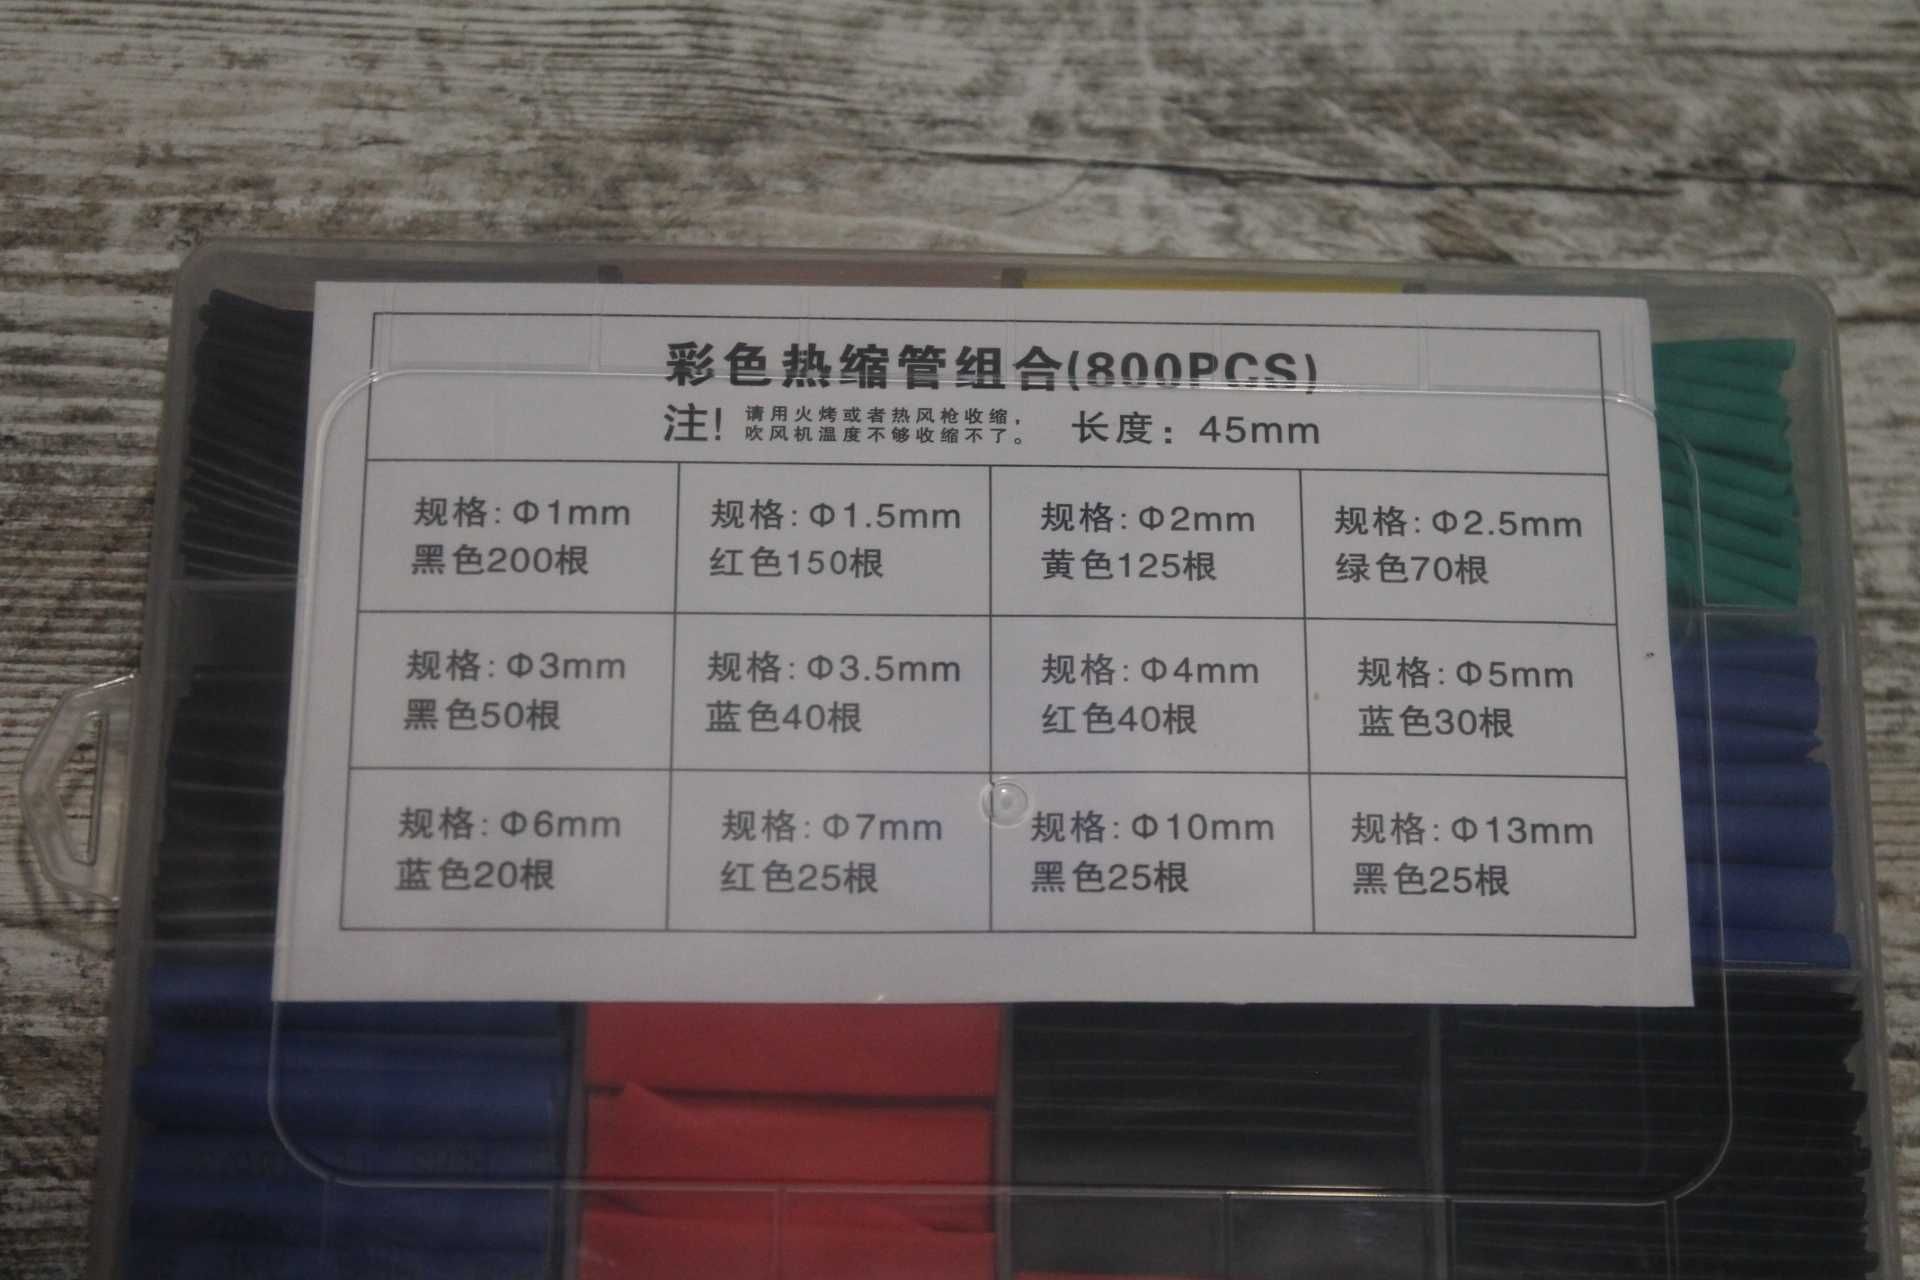 彩色热缩管组合(800PCS)
注! 请用火烤或者热风枪收缩,
吹风机温度不够收缩不了。
长度: 45mm
规格: Φ1mm
黑色200根
规格: Φ1.5mm
红色150根
规格: Φ2mm
黄色125根
规格: Φ2.5mm
绿色70根
规格: Φ3mm
黑色50根
规格: Φ3.5mm
蓝色40根
规格: Φ4mm
红色40根
规格: Φ5mm
蓝色30根
规格: Φ6mm
蓝色20根
规格: Φ7mm
红色25根
规格: Φ10mm
黑色25根
规格: Φ13mm
黑色25根